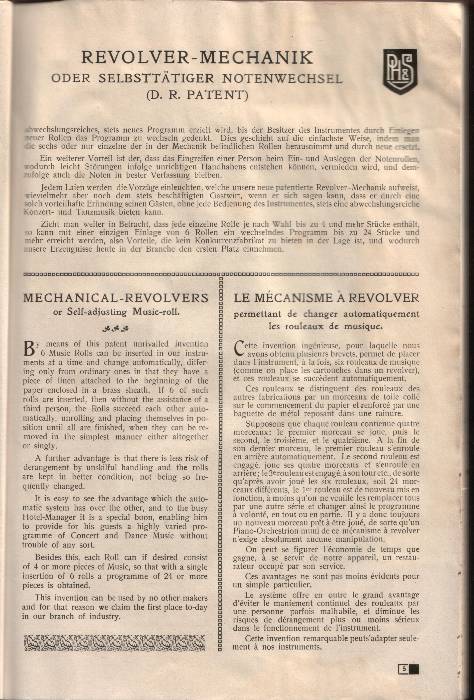 REVOLVER-MECHANIK
ODER SELBSTTÄTIGER NOTENWECHSEL
(D. R. PATENT)
abwechslungsreiches, stets neues Programm erzielt wird, bis der Besitzer des Instrumentes durch Einlegen
neuer Rollen das Programm zu wechseln gedenkt. Dies geschieht auf die einfachste Weise, indem man
die sechs oder nur einzelne der in der Mechanik befindlichen Rollen herausnimmt und durch neue ersetzt.
Ein weiterer Vorteil ist der, dass das Eingreifen einer Person beim Ein- und Auslegen der Notenrollen,
wodurch leicht Störungen infolge unrichtigen Handhabens entstehen können, vermieden wird, und dem-
zufolge auch die Noten in bester Verfassung bleiben.
Jedem Laien werden die Vorzüge einleuchten, welche unsere neue patentierte Revolver-Mechanik aufweist,
wievielmehr aber noch dem stets beschäftigten Gastwirt, wenn er sich sagen kann, dass er durch eine
solch vorteilhafte Erfindung seinen Gästen, ohne jede Bedienung des Instrumentes, stets eine abwechslungsreiche
Konzert- und Tanzmusik bieten kann.
Zieht man weiter in Betracht, dass jede einzelne Rolle je nach Wahl bis zu 4 und mehr Stücke enthält,
so kann mit einer einzigen Einlage von 6 Rollen ein wechselndes Programm bis zu 24 Stücke und
mehr erreicht werden, also Vorteile, die kein Konkurrenzfabrikat zu bieten in der Lage ist, und wodurch
unsere Erzeugnisse heute in der Branche den ersten Platz einnehmen.
MECHANICAL-REVOLVERS
or Self-adjusting Music-roll.
By means of this patent unrivalled invention
6 Music Rolls can be inserted in our instru-
ments at a time and change automatically, differ-
ing only from ordinary ones in that they have a
piece of linen attached to the beginning of the
paper enclosed in a brass sheath. If 6 of such
rolls are inserted, then without the assistance of a
third person, the Rolls succeed each other auto-
matically, unrolling and placing themselves in po-
sition until all are finished, when they can be re-
moved in the simplest manner either altogether
or singly.
A further advantage is that there is less risk of
derangement by unskilful handling and the rolls
are kept in better condition, not being so fre-
quently changed.
It is easy to see the advantage which the auto-
matic system has over the other, and to the busy
Hotel-Manager it is a special boon, enabling him
to provide for his guests a highly varied pro-
gramme of Concert and Dance Music without
trouble of any sort.
Besides this, each Roll can if desired consist
of 4 or more pieces of Music, so that with a single
insertion of 6 rolls a programme of 24 or more
pieces is obtained.
This invention can be used by no other makers
and for that reason we claim the first place to-day
in our branch of industry.
LE MÉCANISME À REVOLVER
permettant de changer automatiquement
les rouleaux de musique.
Cette invention ingénieuse, pour laquelle nous
avons obtenu plusieurs brevets, permet de placer
dans l'instrument, à la fois, six rouleaux de musique
(comme on place les cartouches dans un revolver),
et ces rouleaux se succèdent automatiquement.
Ces rouleaux se distinguent des rouleaux des
autres fabrications par un morceau de toile collé
sur le commencement du papier et renforcé par une
baguette de métal reposant dans une rainure.
Supposons que chaque rouleau contienne quatre
morceaux: le premier morceau se joue, puis le
second, le troisième, et le quatrième. A la fin de
son dernier morceau, le premier rouleau s'enroule
en arrière automatiquement. Le second rouleau est
engagé, joue ses quatre morceaux et s'enroule en
arrière; le 3e rouleau est engagé, à son tour etc., de sorte
qu'après avoir joué les six rouleaux, soit 24 mor-
ceaux différents, le 1er rouleau est de nouveau mis en
fonction, à moins qu'on ne veuille les remplacer tous
par une autre série et changer ainsi le programme
à volonté, en tout ou en partie. Il y a donc toujours
un nouveau morceau prêt à être joué, de sorte qu'un
Piano-Orchestrion muni de ce mécanisme à revolver
n'exige absolument aucune manipulation.
On peut se figurer l'économie de temps que
gagne, à se servir de notre appareil, un restau-
rateur occupé par son service.
Ces avantages ne sont pas moins évidents pour
un simple particulier.
Le système offre en outre le grand avantage
d'éviter le maniement continuel des rouleaux par
une personne parfois malhabile, et diminue les
risques de dérangement plus ou moins sérieux
dans le fonctionnement de l'instrument.
Cette invention remarquable peut s'adapter seule-
ment à nos instruments.
5